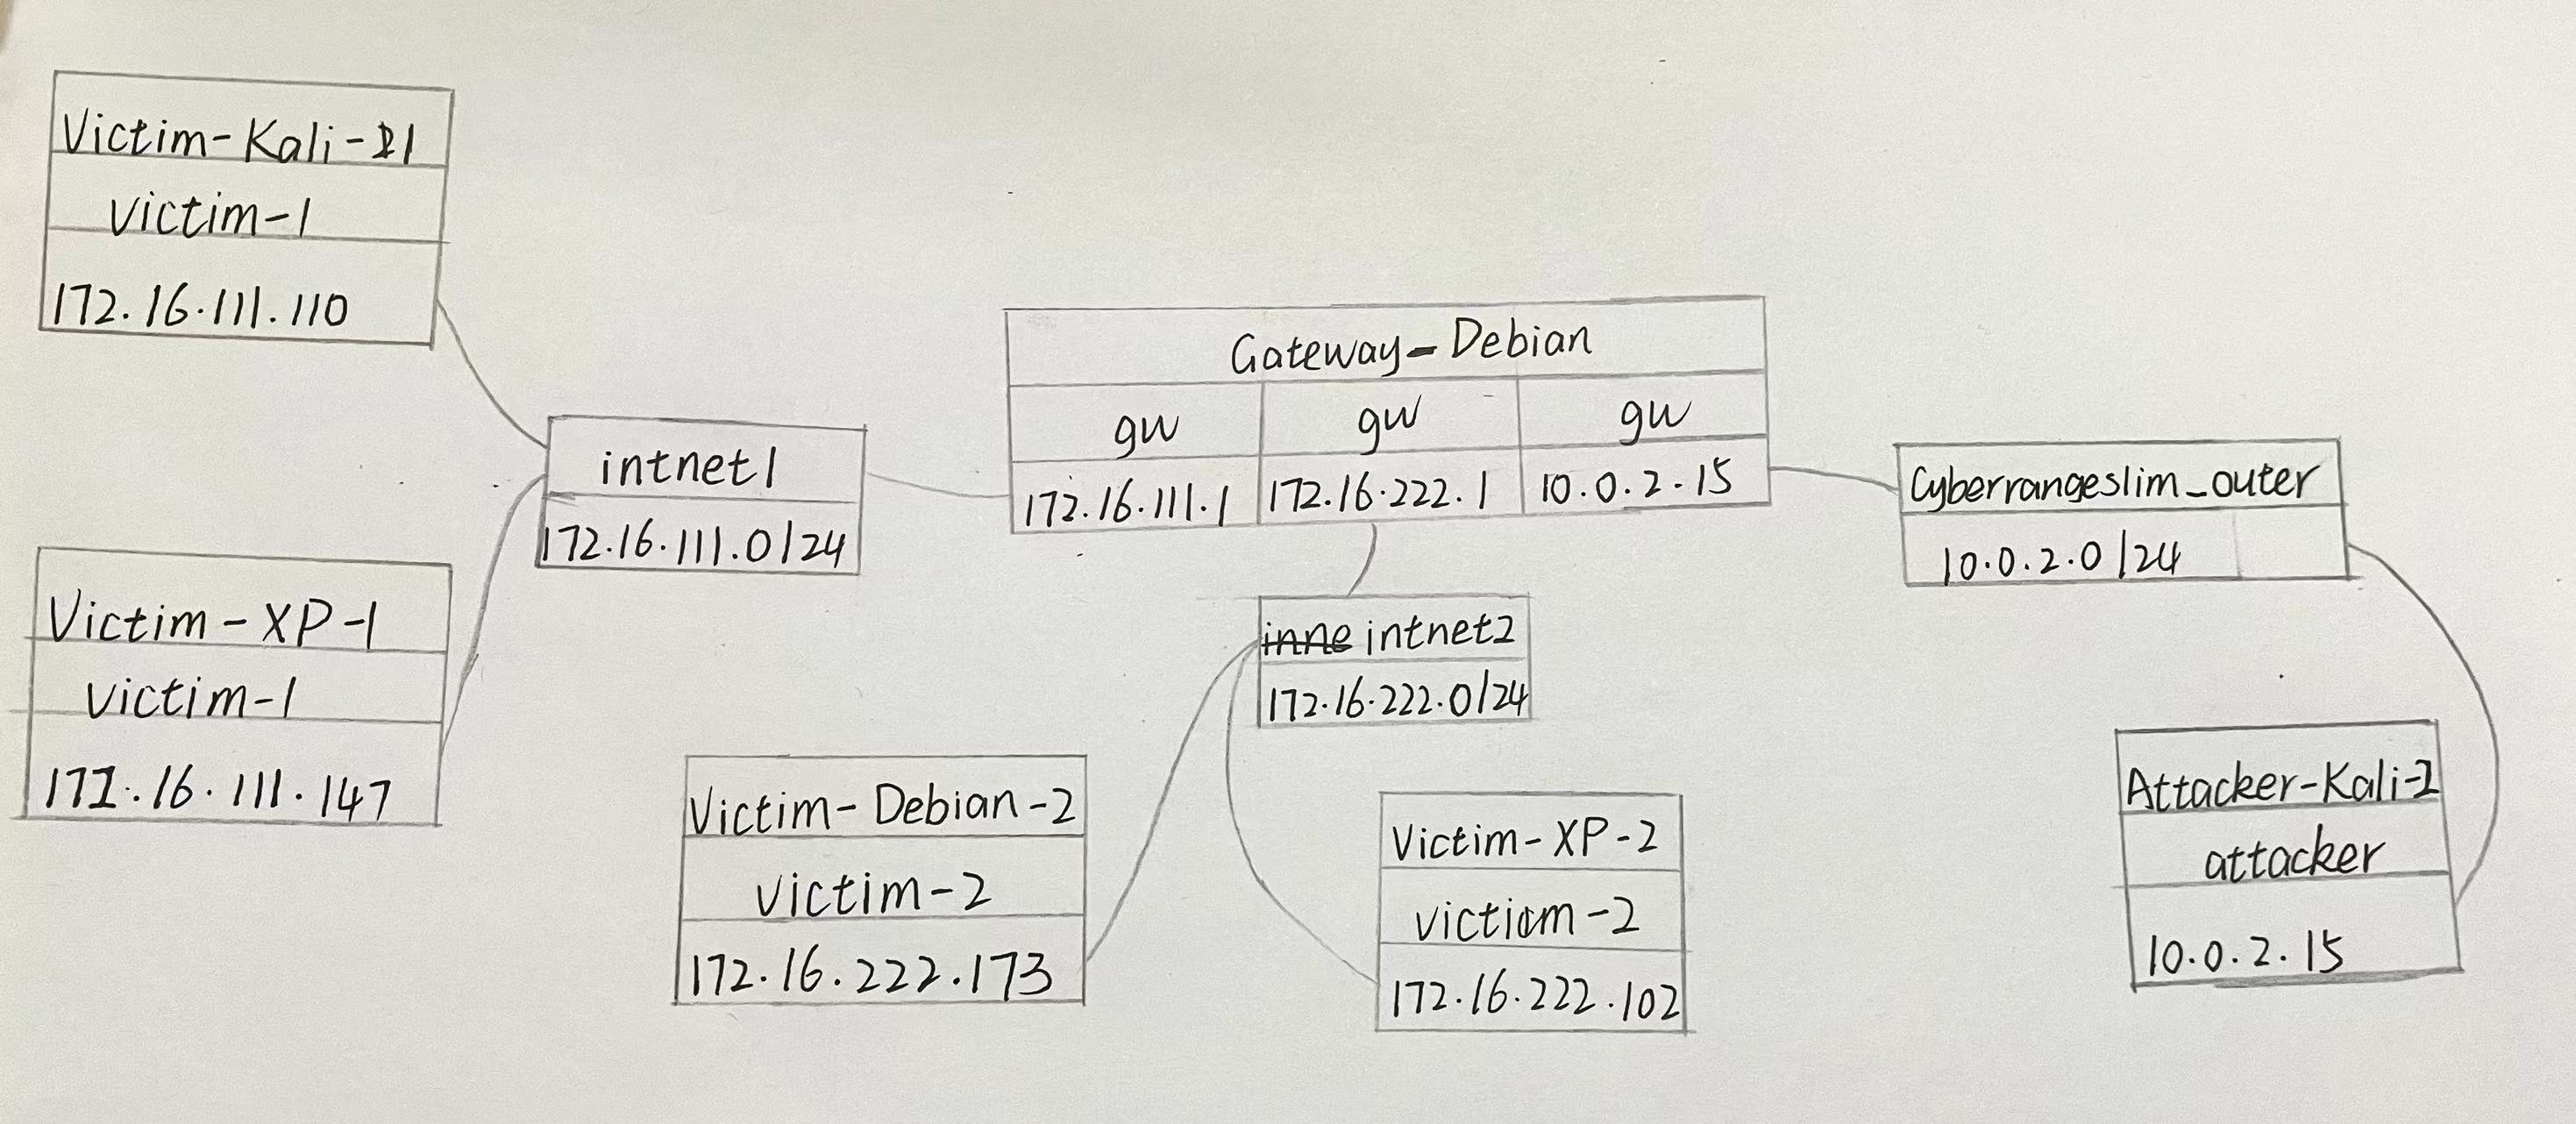 Victim-Kali-1
victim-1
172.16.111.110
Victim-XP-1
victim-1
172.16.111.147
intnet1
172.16.111.0/24
Gateway-Debian
gw gw gw
172.16.111.1 172.16.222.1 10.0.2.15
inne intnet2
172.16.222.0/24
Victim-Debian-2
victim-2
172.16.222.173
Victim-XP-2
victicm-2
172.16.222.102
Cyberrangeslim_outer
10.0.2.0/24
Attacker-Kali-2
attacker
10.0.2.15